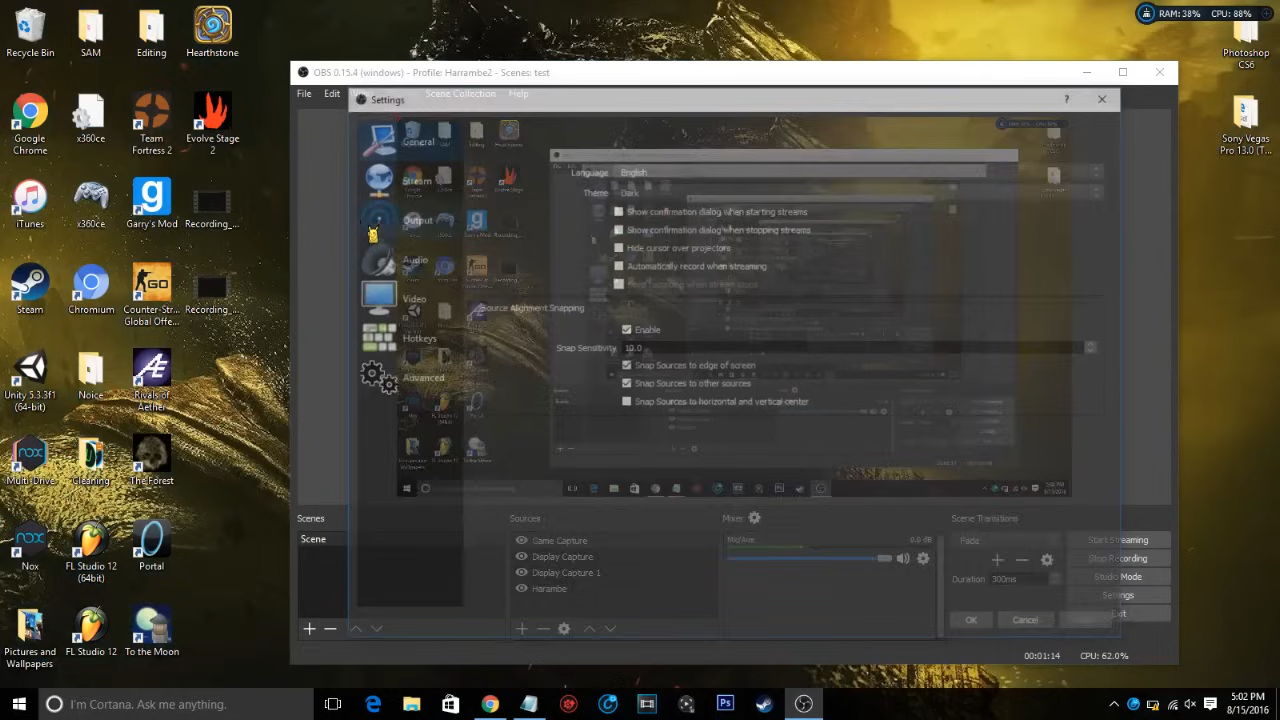 RAM: 38% CPU: 88%
Recycle Bin
SAM
Editing
Hearthstone
Photoshop
CS6
Google
Chrome
x360ce
Team
Fortress 2
Evolve Stage
2
Sony Vegas
Pro 13.0 (T...
iTunes
x360ce
Garry's Mod
Recording_...
Steam
Chromium
Counter-Str...
Global Offe...
Recording_...
Unity 5.3.3f1
(64-bit)
Noice
Rivals of
Aether
Multi-Drive
Cleaning
The Forest
Nox
FL Studio 12
(64bit)
Portal
Pictures and
Wallpapers
FL Studio 12
To the Moon
OBS 0.15.4 (windows) - Profile: Harrambe2 - Scenes: test
File Edit Scene Collection Help
Settings
General
Stream
Output
Audio
Video
Hotkeys
Advanced
Language English
Theme Dark
Show confirmation dialog when starting streams
Show confirmation dialog when stopping streams
Hide cursor over projectors
Automatically record when streaming
Keep recording when stream stops
Source Alignment Snapping
Enable
Snap Sensitivity 10.0
Snap Sources to edge of screen
Snap Sources to other sources
Snap Sources to horizontal and vertical center
Scenes
Scene
Sources
Game Capture
Display Capture
Display Capture 1
Harambe
Mixer
Mic/Aux 0.0 dB
Scene Transitions
Fade
Duration 300ms
Start Streaming
Stop Recording
Studio Mode
Settings
Exit
OK Cancel
00:01:14 CPU: 62.0%
I'm Cortana. Ask me anything.
5:02 PM
8/15/2016